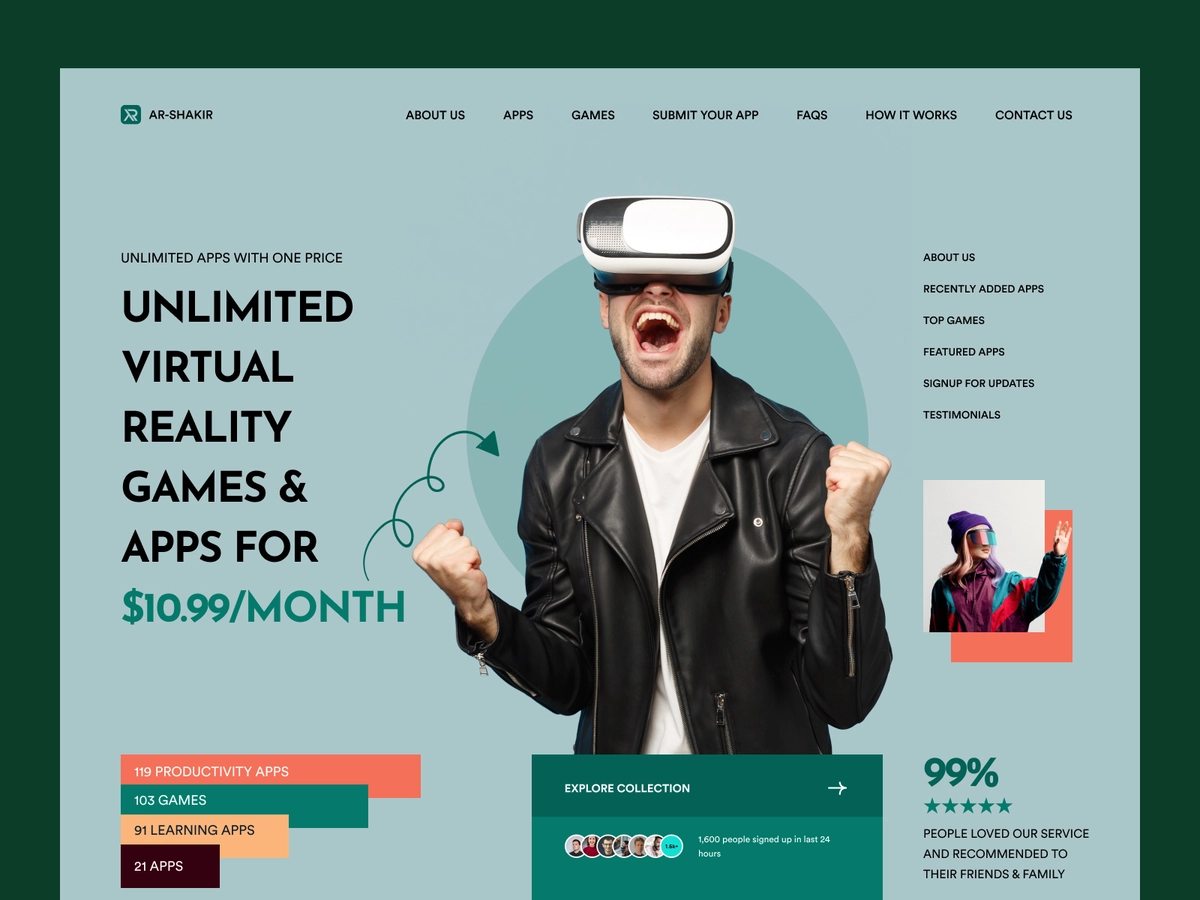 AR-SHAKIR
ABOUT US
APPS
GAMES
SUBMIT YOUR APP
FAQS
HOW IT WORKS
CONTACT US
UNLIMITED APPS WITH ONE PRICE
UNLIMITED
VIRTUAL
REALITY
GAMES &
APPS FOR
$10.99/MONTH
ABOUT US
RECENTLY ADDED APPS
TOP GAMES
FEATURED APPS
SIGNUP FOR UPDATES
TESTIMONIALS
119 PRODUCTIVITY APPS
103 GAMES
91 LEARNING APPS
21 APPS
EXPLORE COLLECTION
1.6k+
1,600 people signed up in last 24
hours
99%
PEOPLE LOVED OUR SERVICE
AND RECOMMENDED TO
THEIR FRIENDS & FAMILY